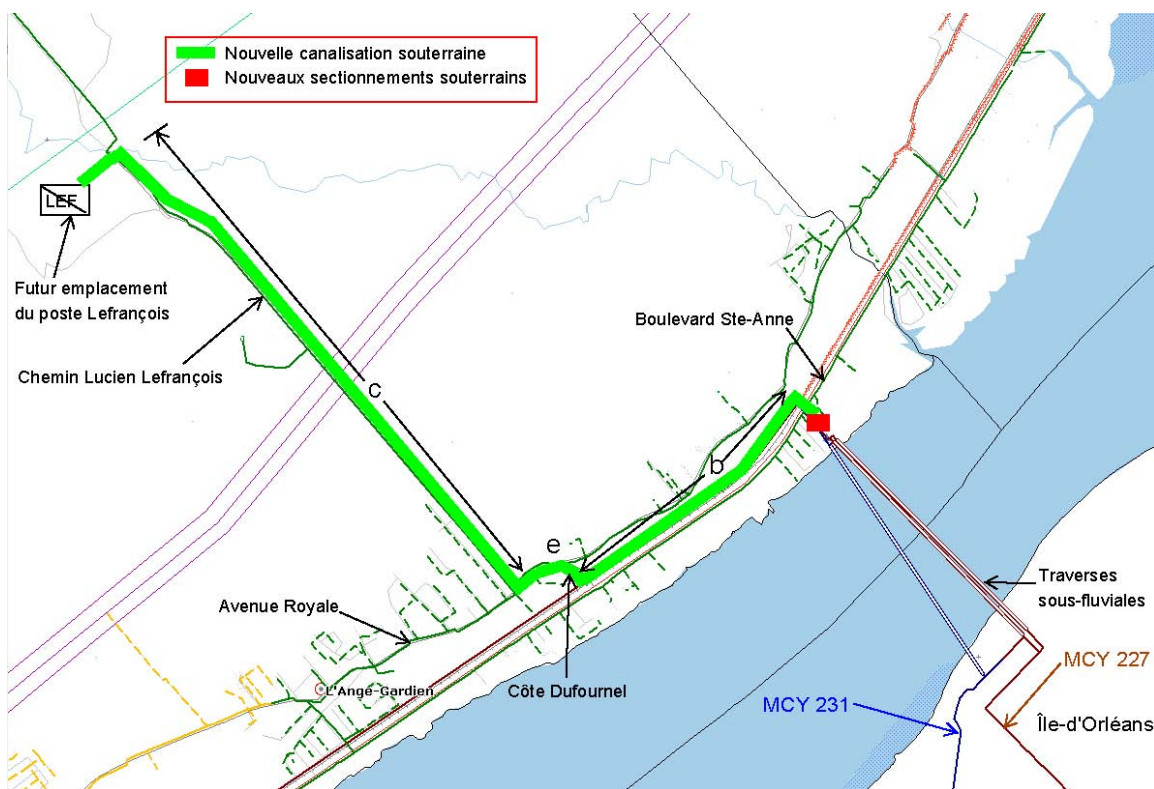 Nouvelle canalisation souterraine
Nouveaux sectionnements souterrains
LEF
Futur emplacement
du poste Lefrançois
Chemin Lucien Lefrançois
c
Boulevard Ste-Anne
b
e
Avenue Royale
L'Ange-Gardien
Côte Dufournel
Traverses
sous-fluviales
MCY 227
MCY 231
Île-d'Orléans